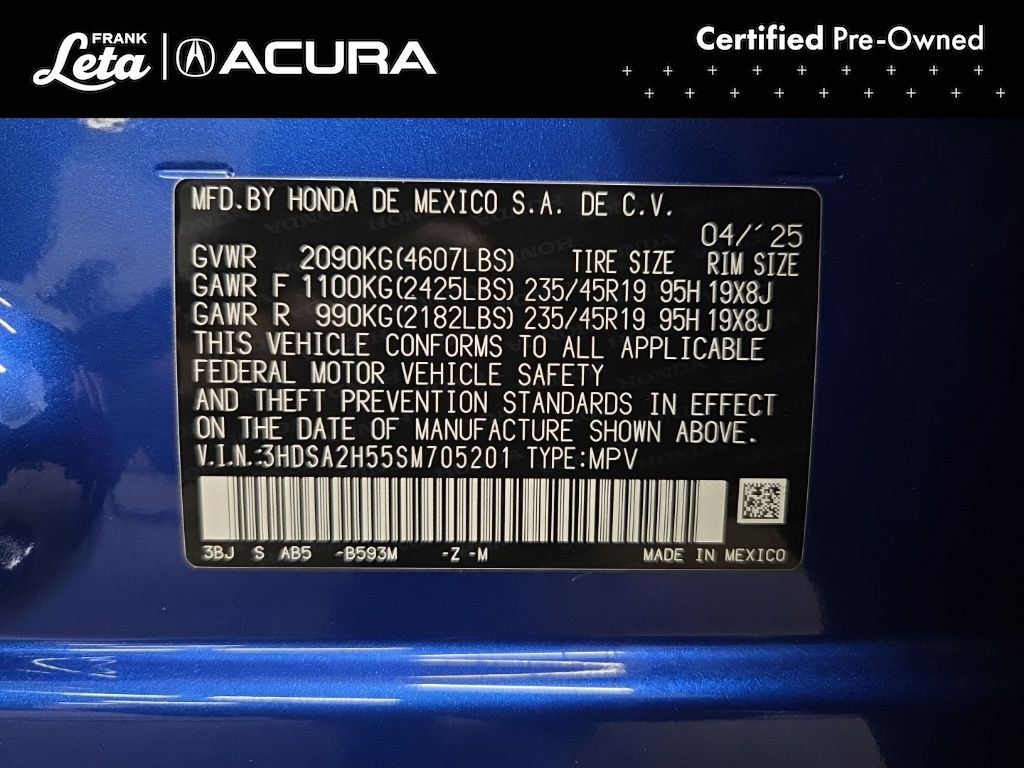 FRANK
Leta
ACURA
Certified Pre-Owned
MFD.BY HONDA DE MEXICO S.A. DE C.V.
04/´25
GVWR 2090KG(4607LBS) TIRE SIZE RIM SIZE
GAWR F 1100KG(2425LBS) 235/45R19 95H 19X8J
GAWR R 990KG(2182LBS) 235/45R19 95H 19X8J
THIS VEHICLE CONFORMS TO ALL APPLICABLE
FEDERAL MOTOR VEHICLE SAFETY
AND THEFT PREVENTION STANDARDS IN EFFECT
ON THE DATE OF MANUFACTURE SHOWN ABOVE.
V.I.N.:3HDSA2H55SM705201 TYPE:MPV
3BJ S AB5 -B593M -Z -M MADE IN MEXICO